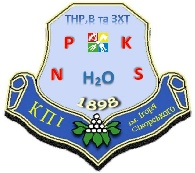 ТНР,В та ЗХТ
P K
N H₂O S
1898
КПІ ім. Ігоря Сікорського